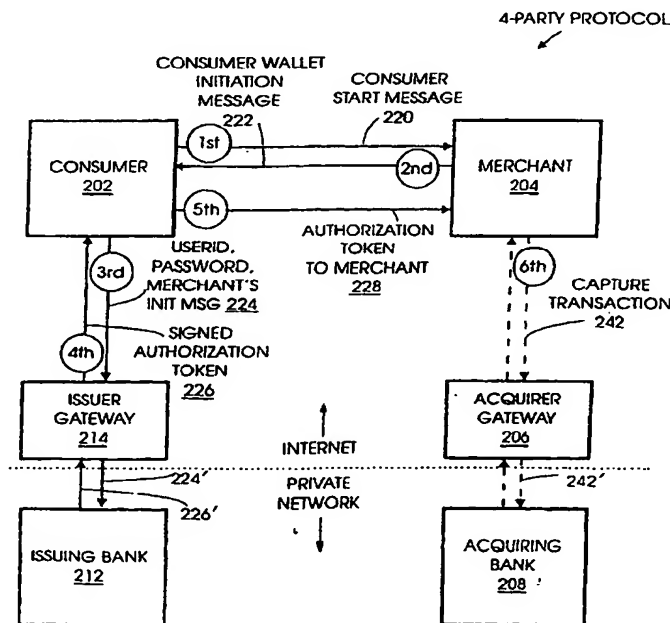 4-PARTY PROTOCOL
CONSUMER WALLET
INITIATION
MESSAGE
222
CONSUMER
START MESSAGE
220
1st
CONSUMER
202
2nd
MERCHANT
204
5th
AUTHORIZATION
TOKEN
TO MERCHANT
228
3rd
USERID,
PASSWORD,
MERCHANT'S
INIT MSG 224
6th
CAPTURE
TRANSACTION
242
4th
SIGNED
AUTHORIZATION
TOKEN
226
ISSUER
GATEWAY
214
ACQUIRER
GATEWAY
206
INTERNET
PRIVATE
NETWORK
224'
226'
242'
ISSUING BANK
212
ACQUIRING
BANK
208